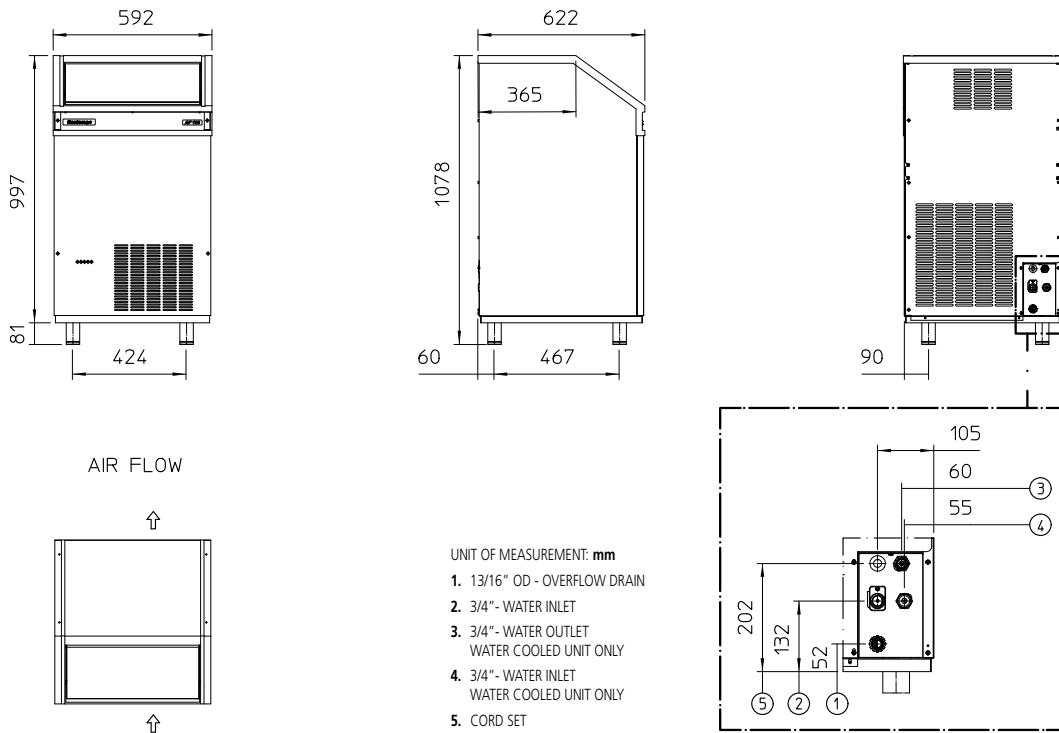 592
622
365
997
1078
81
424
60
467
90
AIR FLOW
105
60
3
55
4
202
132
52
5
2
1
UNIT OF MEASUREMENT: mm
1. 13/16” OD - OVERFLOW DRAIN
2. 3/4”- WATER INLET
3. 3/4”- WATER OUTLET
WATER COOLED UNIT ONLY
4. 3/4”- WATER INLET
WATER COOLED UNIT ONLY
5. CORD SET